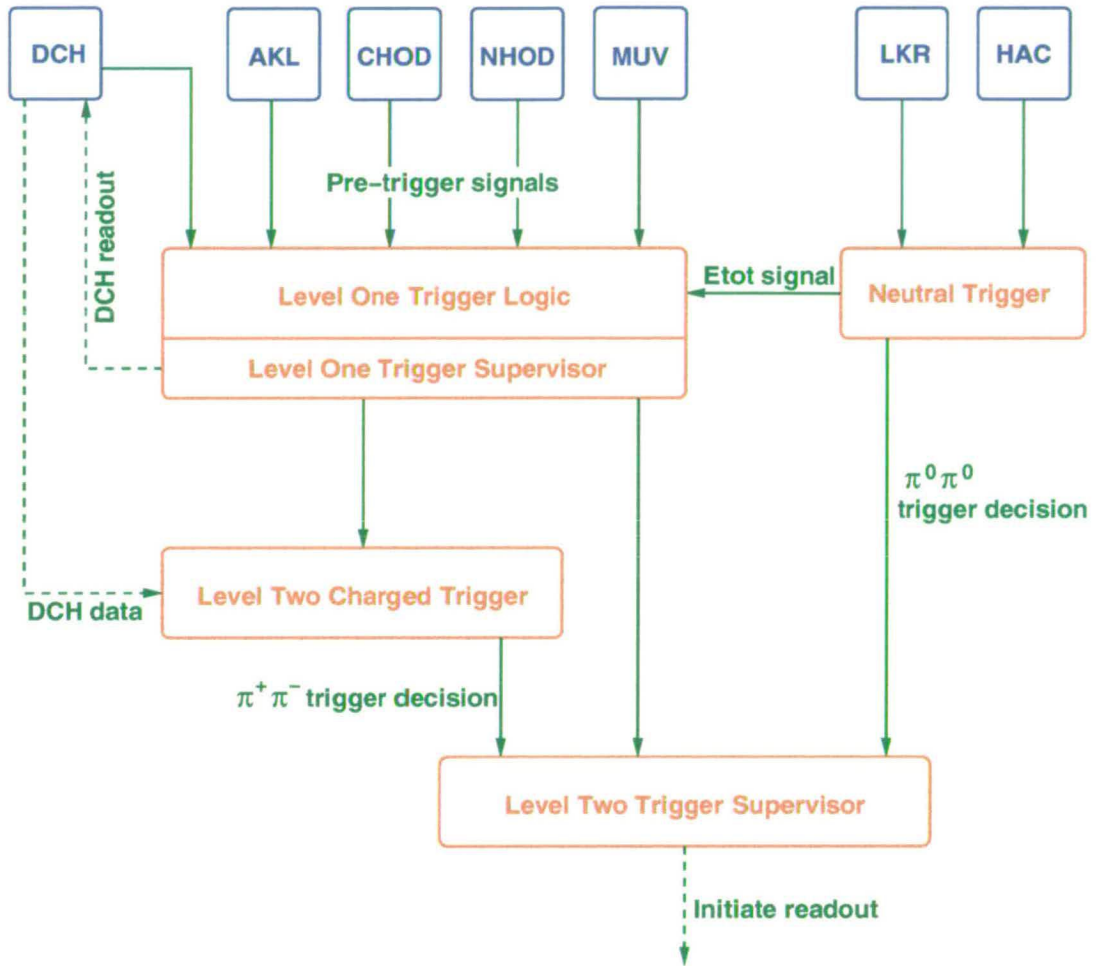 DCH
AKL
CHOD
NHOD
MUV
LKR
HAC
Pre-trigger signals
DCH readout
Level One Trigger Logic
Etot signal
Neutral Trigger
Level One Trigger Supervisor
π⁰π⁰
trigger decision
Level Two Charged Trigger
DCH data
π⁺π⁻ trigger decision
Level Two Trigger Supervisor
Initiate readout